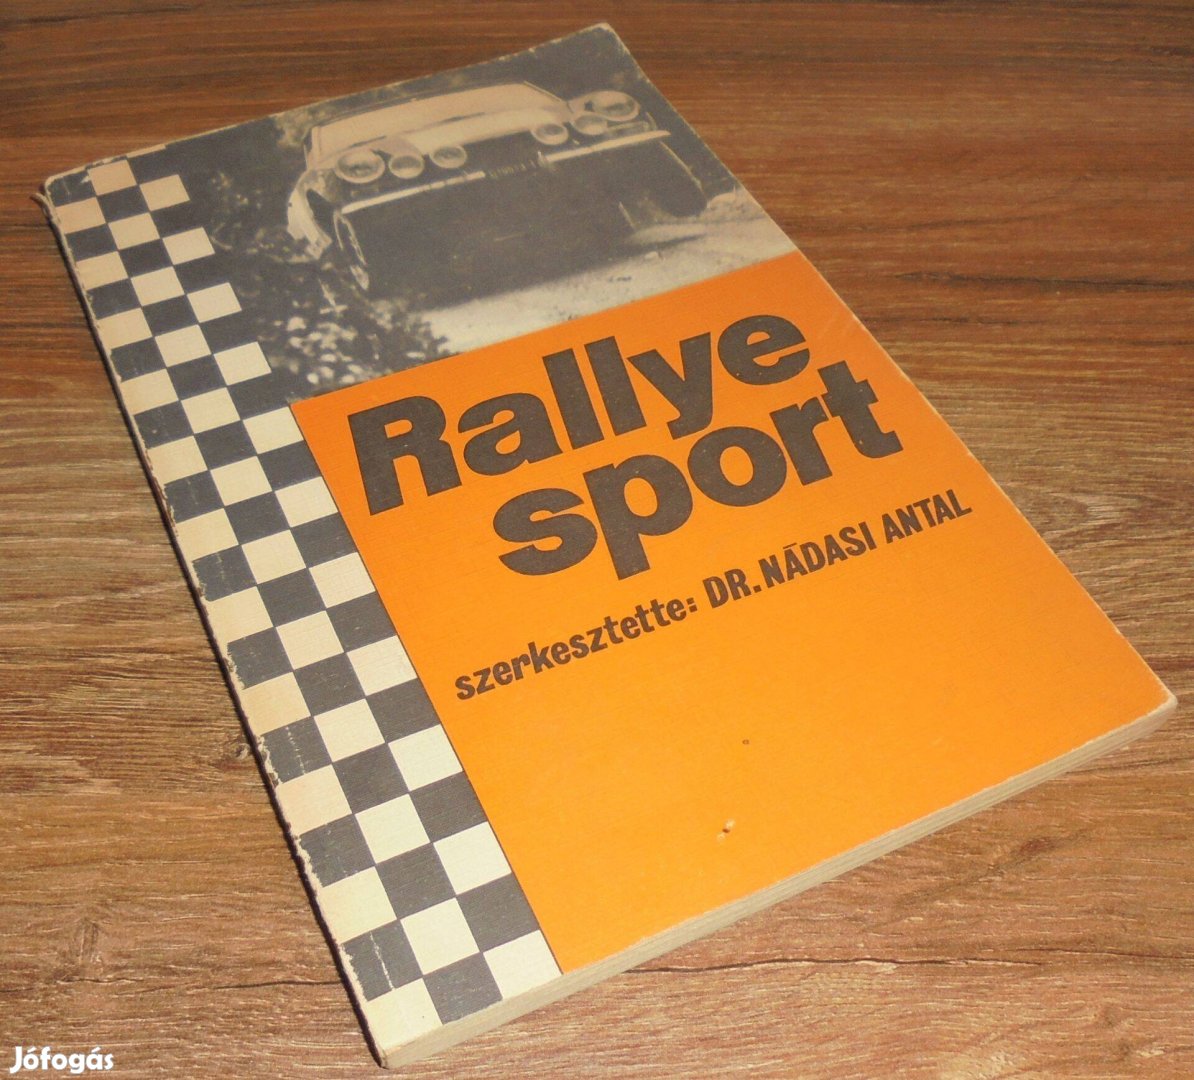 Rallye
sport
szerkesztette: DR. NÁDASI ANTAL
Jófogás